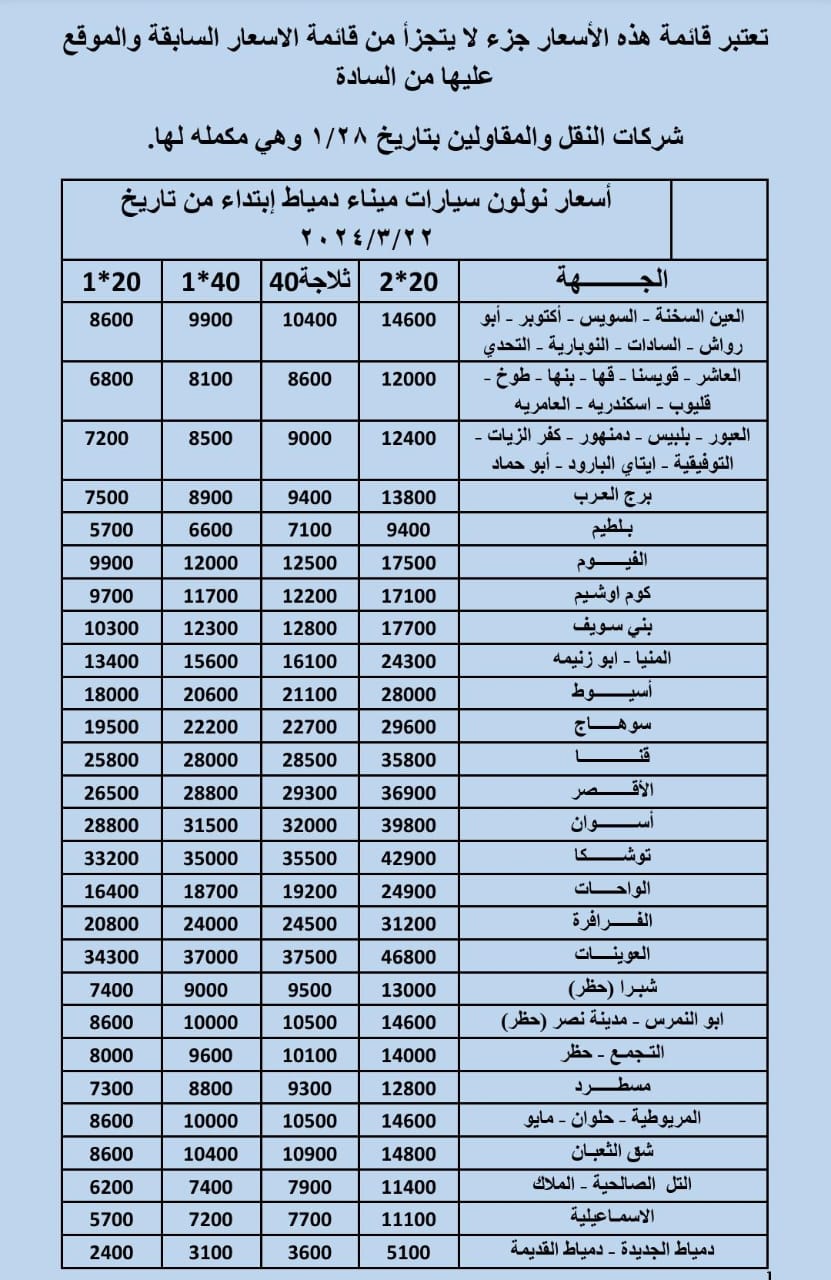 تعتبر قائمة هذه الأسعار جزء لا يتجزأ من قائمة الاسعار السابقة والموقع
عليها من السادة
شركات النقل والمقاولين بتاريخ ١/٢٨ وهي مكمله لها.
أسعار نولون سيارات ميناء دمياط إبتداء من تاريخ
٢٠٢٤/٣/٢٢
الجـــــــهة 2*20 ثلاجة40 1*40 1*20
العين السخنة - السويس - أكتوبر - أبو
رواش - السادات - النوبارية - التحدي 14600 10400 9900 8600
العاشر - قويسنا - قها - بنها - طوخ -
قليوب - اسكندريه - العامريه 12000 8600 8100 6800
العبور - بلبيس - دمنهور - كفر الزيات -
التوفيقية - ايتاي البارود - أبو حماد 12400 9000 8500 7200
برج العرب 13800 9400 8900 7500
بلطيم 9400 7100 6600 5700
الفيـــــوم 17500 12500 12000 9900
كوم اوشيم 17100 12200 11700 9700
بني سويف 17700 12800 12300 10300
المنيا - ابو زنيمه 24300 16100 15600 13400
أسيـــــوط 28000 21100 20600 18000
سوهـــــاج 29600 22700 22200 19500
قنـــــــــا 35800 28500 28000 25800
الأقـــــصر 36900 29300 28800 26500
أســـــوان 39800 32000 31500 28800
توشـــــكا 42900 35500 35000 33200
الواحـــات 24900 19200 18700 16400
الفـــرافرة 31200 24500 24000 20800
العوينـــات 46800 37500 37000 34300
شبرا (حظر) 13000 9500 9000 7400
ابو النمرس - مدينة نصر (حظر) 14600 10500 10000 8600
التجمع - حظر 14000 10100 9600 8000
مسطـــــرد 12800 9300 8800 7300
المريوطية - حلوان - مايو 14600 10500 10000 8600
شق الثعبان 14800 10900 10400 8600
التل الصالحية - الملاك 11400 7900 7400 6200
الاسماعيلية 11100 7700 7200 5700
دمياط الجديدة - دمياط القديمة 5100 3600 3100 2400